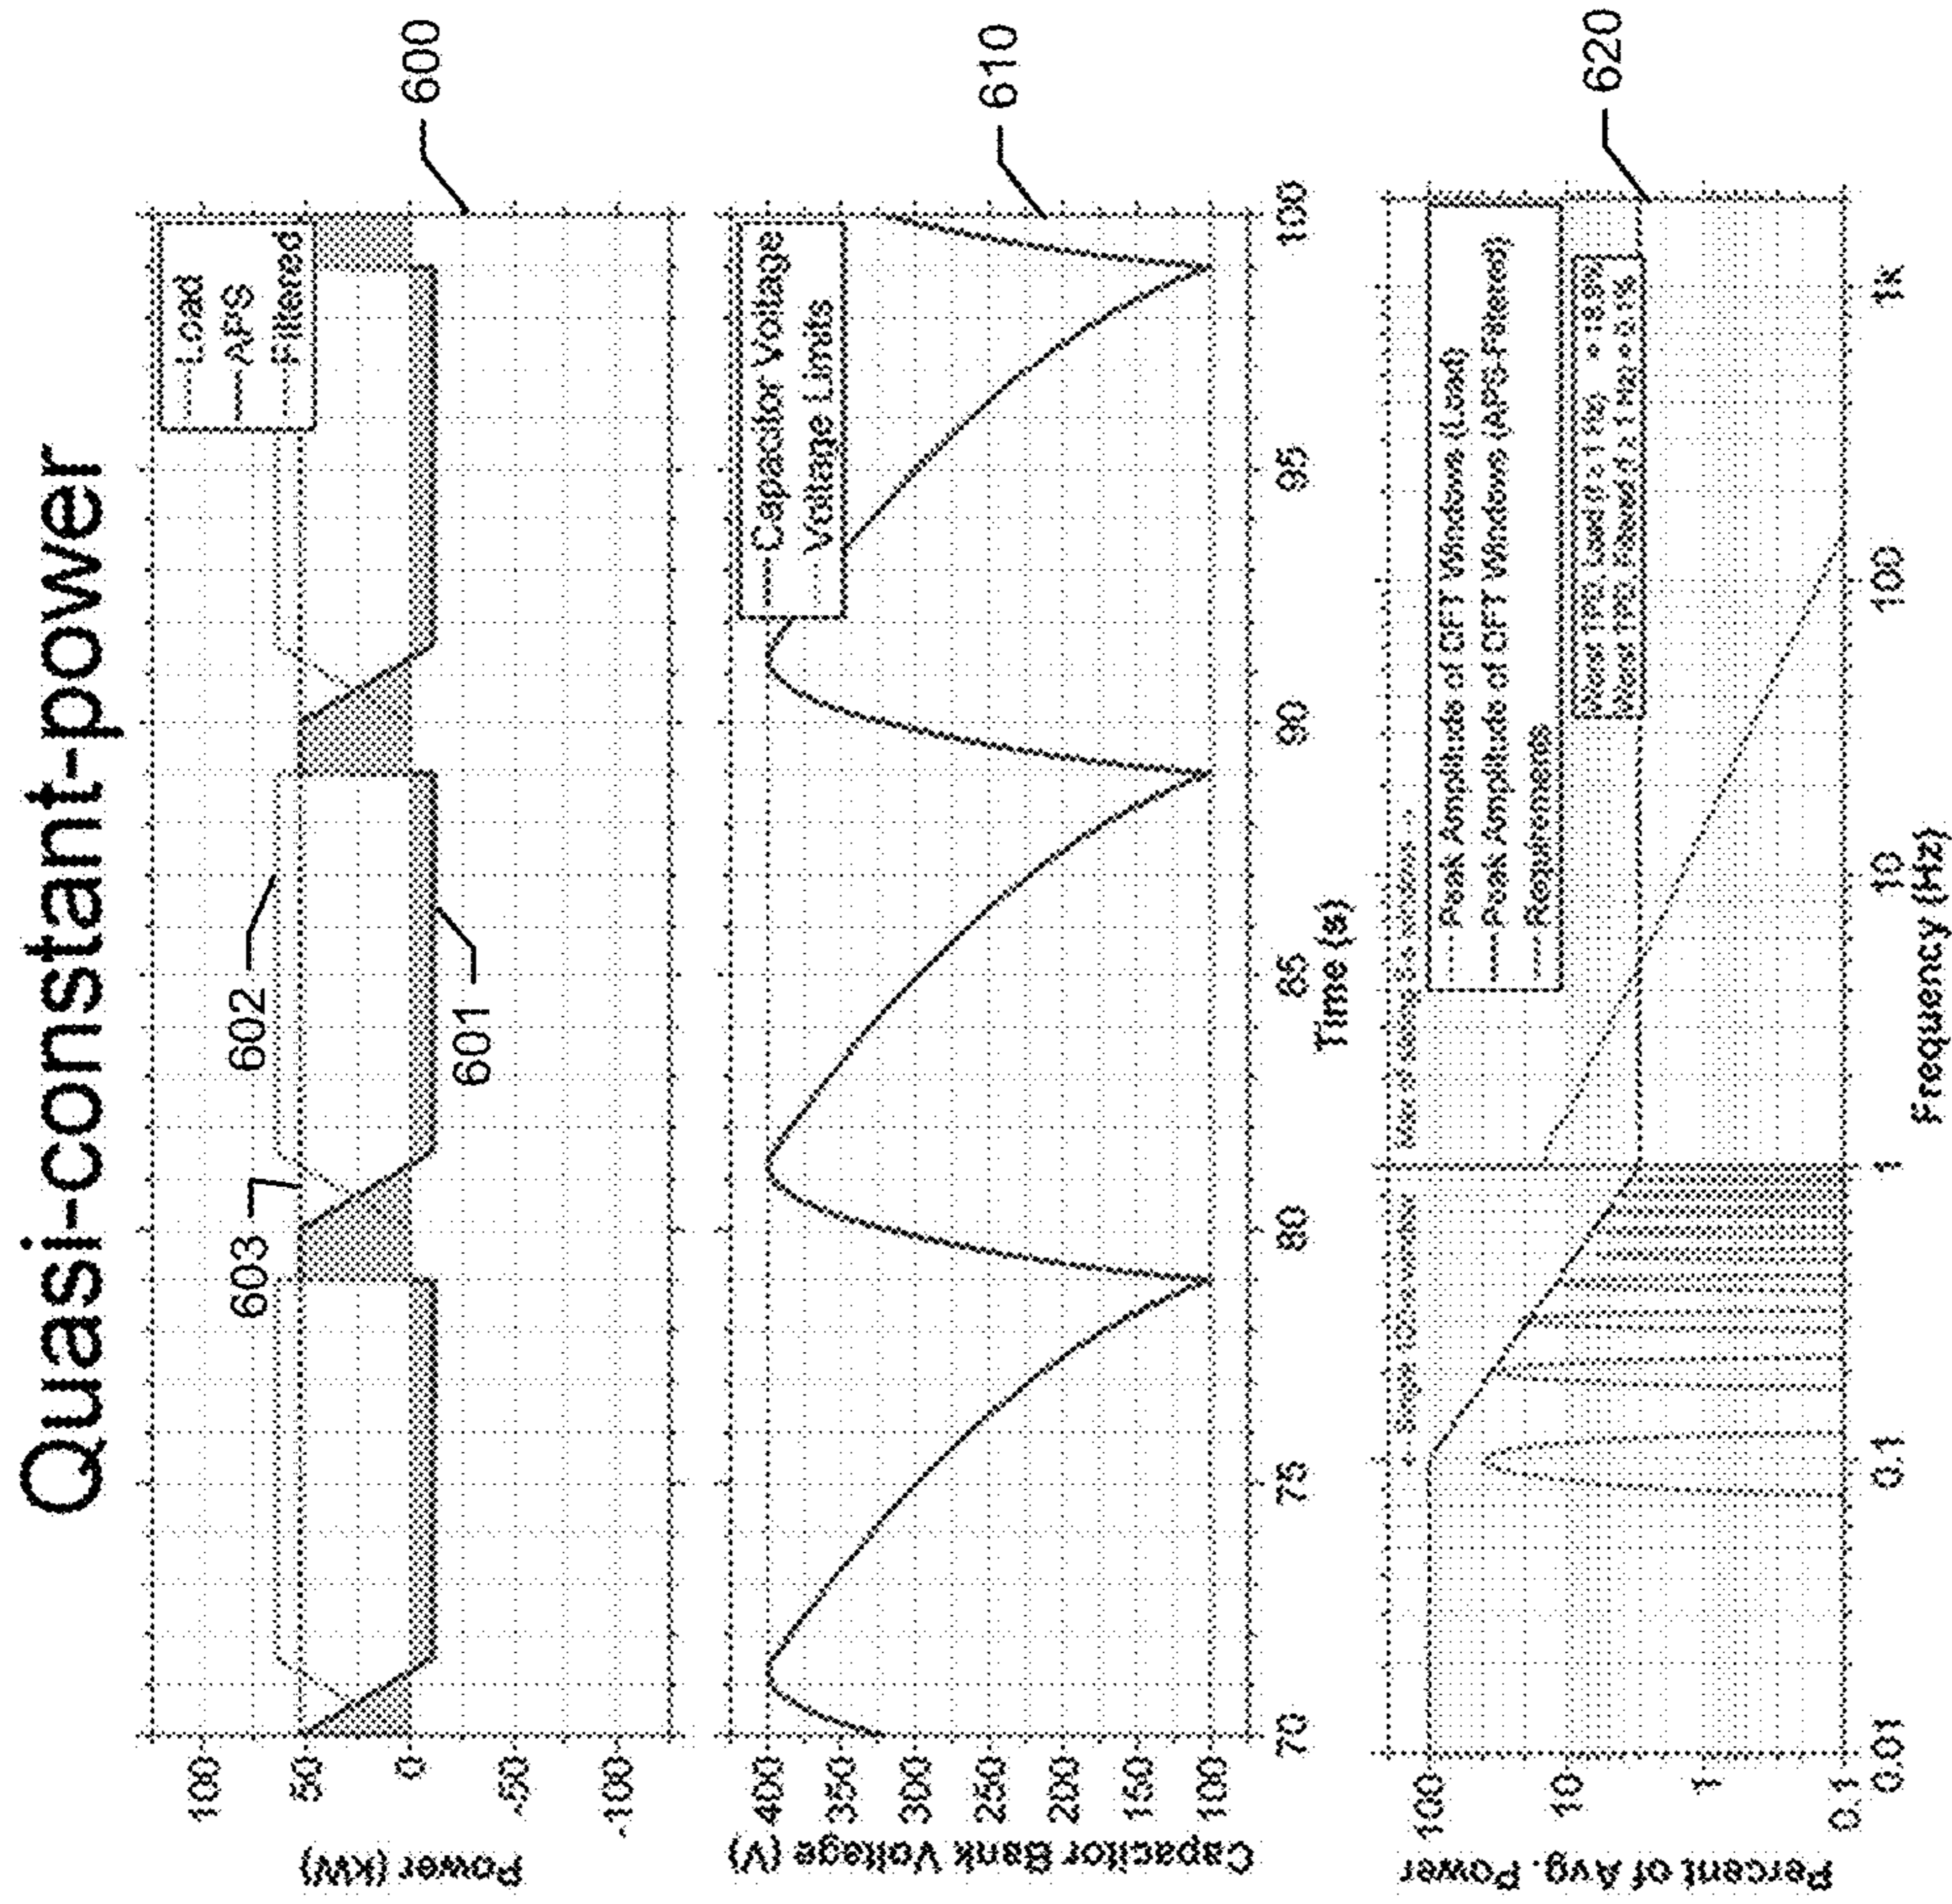 Quasi-constant-power
Power (kW)
100
50
0
-50
-100
Load
APS
Filtered
600
601
602
603
Capacitor Bank Voltage (V)
400
350
300
250
200
150
100
Capacitor Voltage
Voltage Limits
610
70
75
80
85
90
95
100
Time (s)
Percent of Avg. Power
100
10
1
0.1
Peak Amplitude of CFT Windows (Load)
Peak Amplitude of CFT Windows (APS-Filtered)
Requirements
620
0.01
0.1
1
10
100
1k
Frequency (Hz)